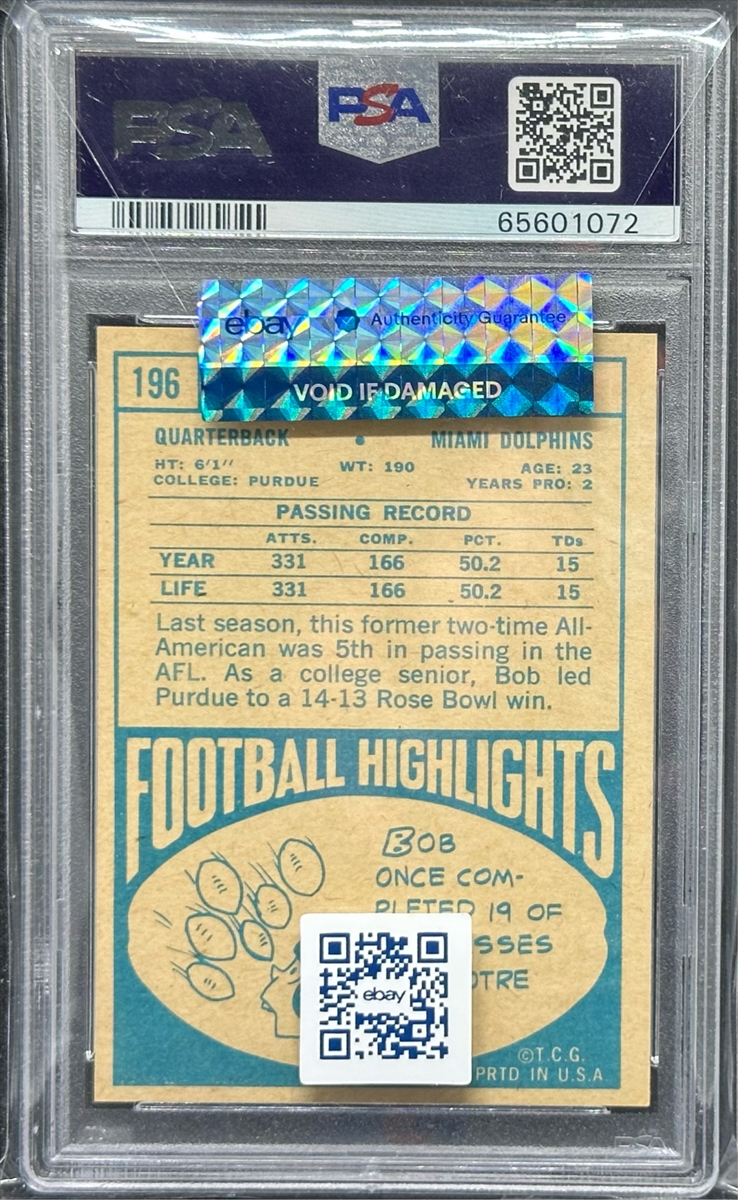 PSA PSA
65601072
ebay Authenticity Guarantee
VOID IF DAMAGED
196
QUARTERBACK • MIAMI DOLPHINS
HT: 6'1'' WT: 190 AGE: 23
COLLEGE: PURDUE YEARS PRO: 2
PASSING RECORD
ATTS. COMP. PCT. TDs
YEAR 331 166 50.2 15
LIFE 331 166 50.2 15
Last season, this former two-time All-
American was 5th in passing in the
AFL. As a college senior, Bob led
Purdue to a 14-13 Rose Bowl win.
FOOTBALL HIGHLIGHTS
BOB
ONCE COM-
PLETED 19 OF
SSES
OTRE
ebay
©T.C.G.
PRTD IN U.S.A
PSA